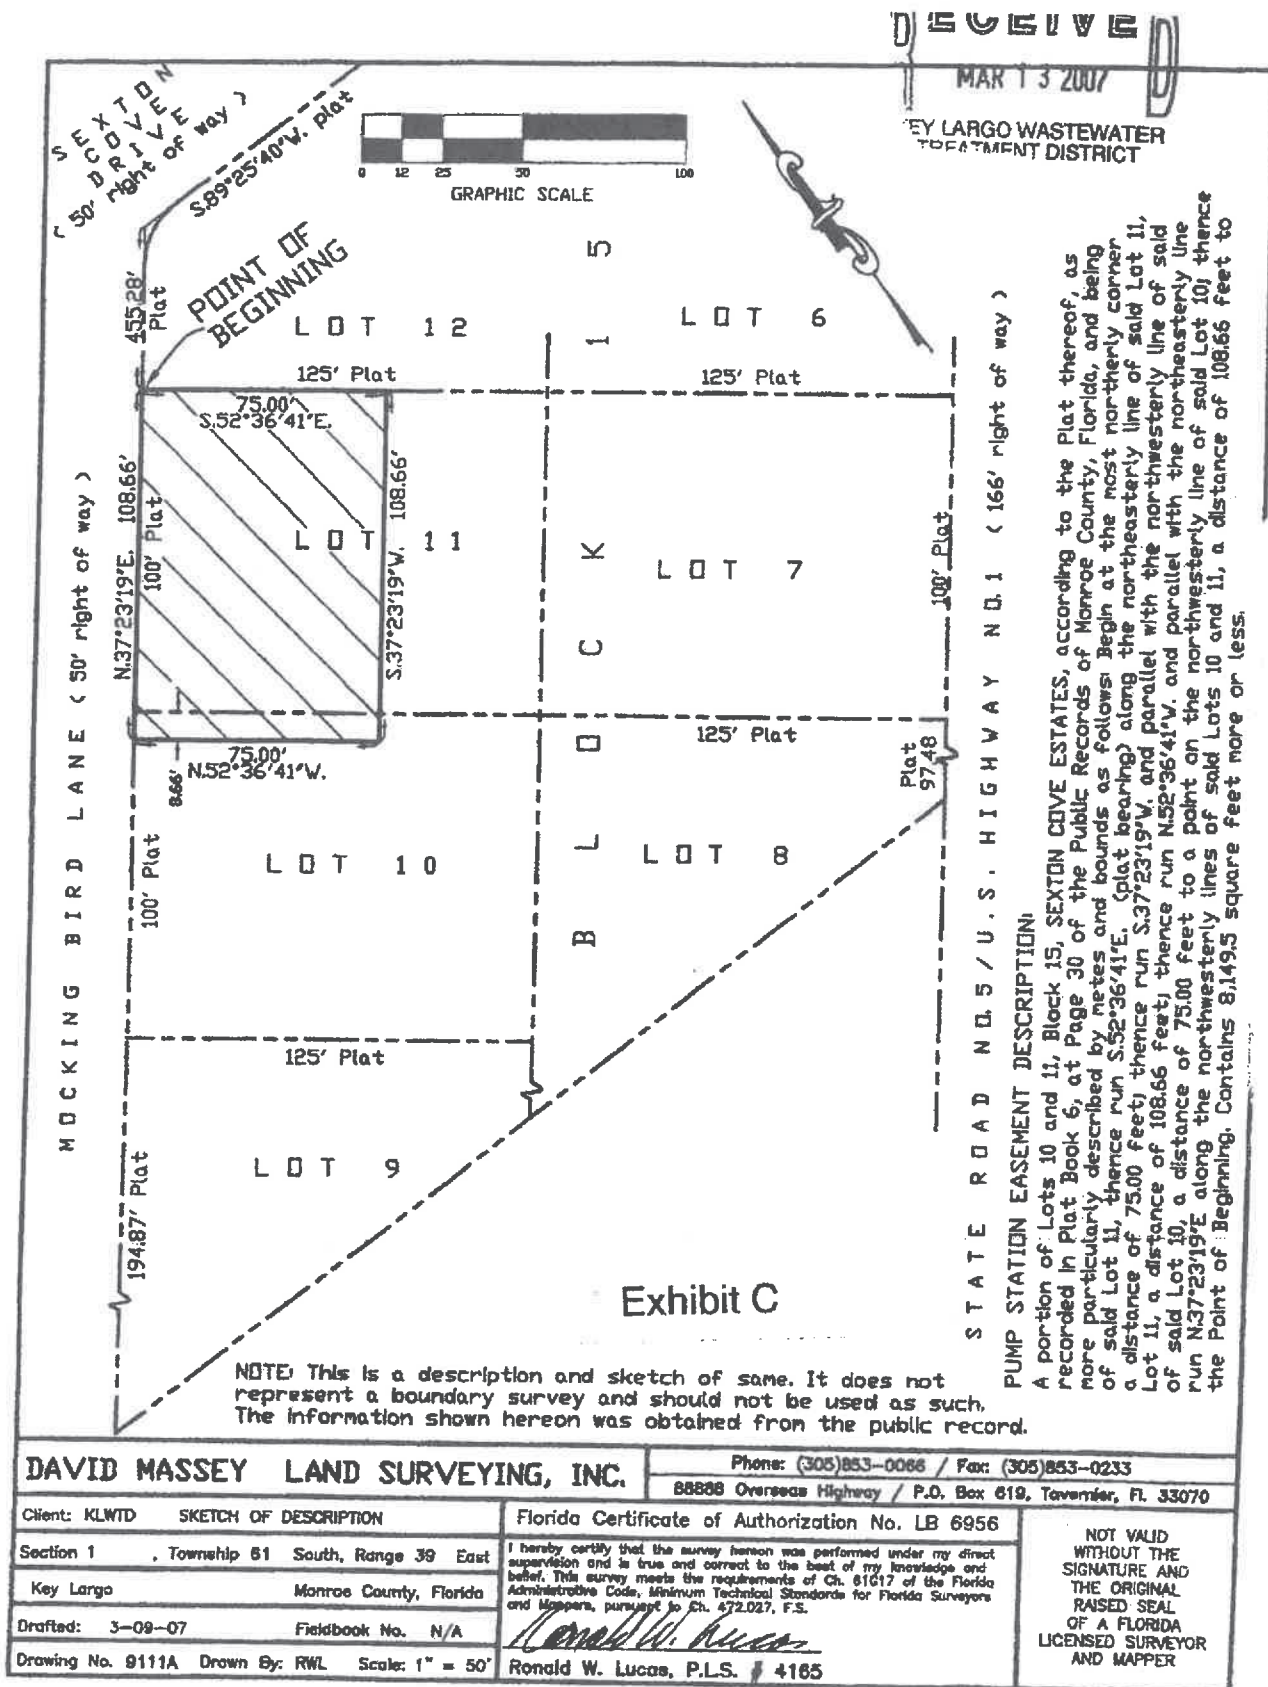 RECEIVED
MAR 13 2007
EY LARGO WASTEWATER
TREATMENT DISTRICT
SEXTON
COVE
DRIVE
( 50' right of way )
S.89°25'40"W. plat
0 12 25 50 100
GRAPHIC SCALE
455.28'
Plat
POINT OF
BEGINNING
LOT 12
LOT 6
125' Plat
125' Plat
75.00'
S.52°36'41"E.
N.37°23'19"E. 108.66'
100' Plat
S.37°23'19"W. 108.66'
LOT 11
LOT 7
100' Plat
BLOCK 15
MOCKING BIRD LANE ( 50' right of way )
75.00'
N.52°36'41"W.
8.66'
125' Plat
Plat
97.48
LOT 10
LOT 8
100' Plat
125' Plat
LOT 9
194.87' Plat
STATE ROAD NO.5/U.S. HIGHWAY NO.1 ( 166' right of way )
PUMP STATION EASEMENT DESCRIPTION:
A portion of Lots 10 and 11, Block 15, SEXTON COVE ESTATES, according to the Plat thereof, as
recorded in Plat Book 6, at Page 30 of the Public Records of Monroe County, Florida, and being
more particularly described by metes and bounds as follows: Begin at the most northerly corner
of said Lot 11, thence run S.52°36'41"E. (plat bearing) along the northeasterly line of said Lot 11,
a distance of 75.00 feet; thence run S.37°23'19"W. and parallel with the northwesterly line of said
Lot 11, a distance of 108.66 feet; thence run N.52°36'41"W. and parallel with the northeasterly line
of said Lot 10, a distance of 75.00 feet to a point on the northwesterly line of said Lot 10; thence
run N.37°23'19"E along the northwesterly lines of said Lots 10 and 11, a distance of 108.66 feet to
the Point of Beginning. Contains 8,149.5 square feet more or less.
Exhibit C
NOTE: This is a description and sketch of same. It does not
represent a boundary survey and should not be used as such.
The information shown hereon was obtained from the public record.
DAVID MASSEY LAND SURVEYING, INC.
Phone: (305)853-0066 / Fax: (305)853-0233
88888 Overseas Highway / P.O. Box 619, Tavernier, Fl. 33070
Client: KLWTD SKETCH OF DESCRIPTION
Section 1 , Township 61 South, Range 39 East
Key Largo Monroe County, Florida
Drafted: 3-09-07 Fieldbook No. N/A
Drawing No. 9111A Drawn By: RWL Scale: 1" = 50'
Florida Certificate of Authorization No. LB 6956
I hereby certify that the survey hereon was performed under my direct
supervision and is true and correct to the best of my knowledge and
belief. This survey meets the requirements of Ch. 61G17 of the Florida
Administrative Code, Minimum Technical Standards for Florida Surveyors
and Mappers, pursuant to Ch. 472.027, F.S.
Ronald W. Lucas
Ronald W. Lucas, P.L.S. # 4165
NOT VALID
WITHOUT THE
SIGNATURE AND
THE ORIGINAL
RAISED SEAL
OF A FLORIDA
LICENSED SURVEYOR
AND MAPPER